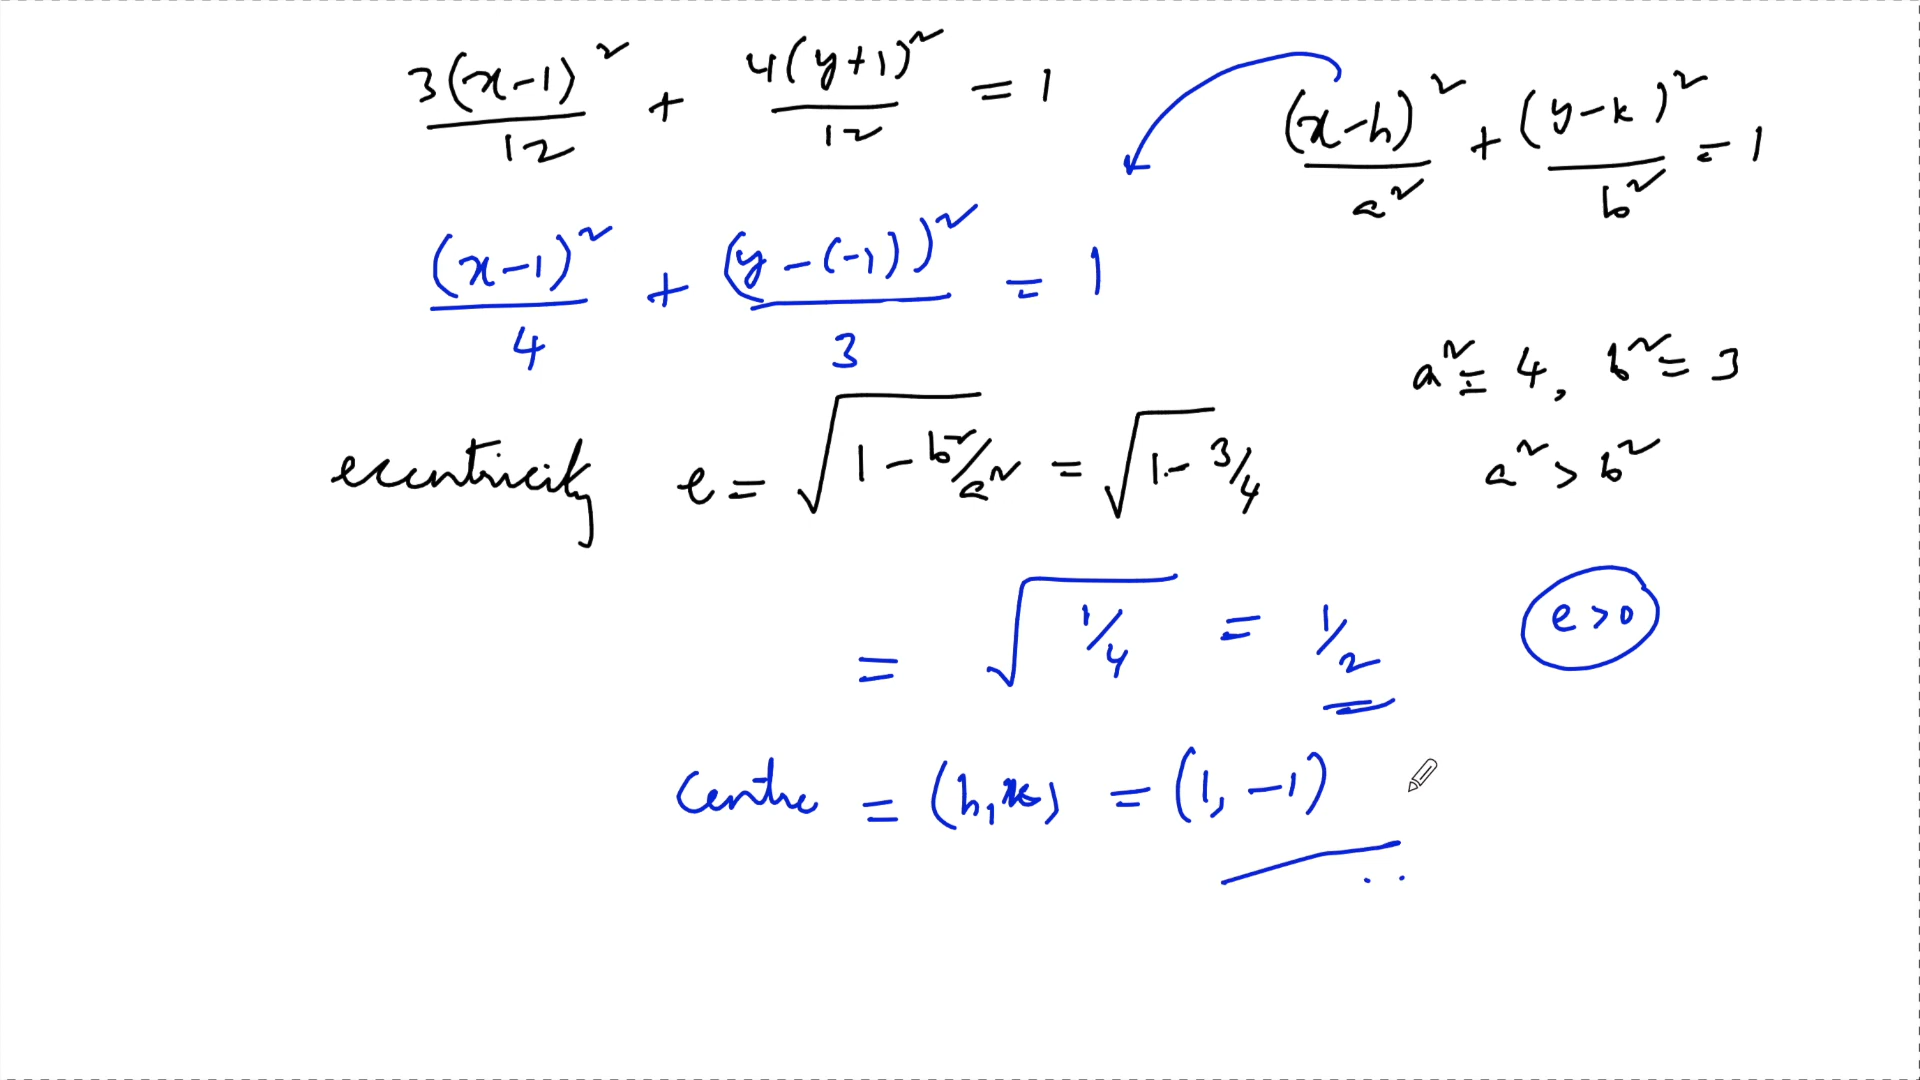 3(x-1)²/12 + 4(y+1)²/12 = 1
(x-h)²/a² + (y-k)²/b² = 1
(x-1)²/4 + (y-(-1))²/3 = 1
a² = 4, b² = 3
a² > b²
eccentricity e = √(1-b²/a²) = √(1-3/4)
= √(1/4) = 1/2
e>0
Centre = (h,k) = (1, -1)